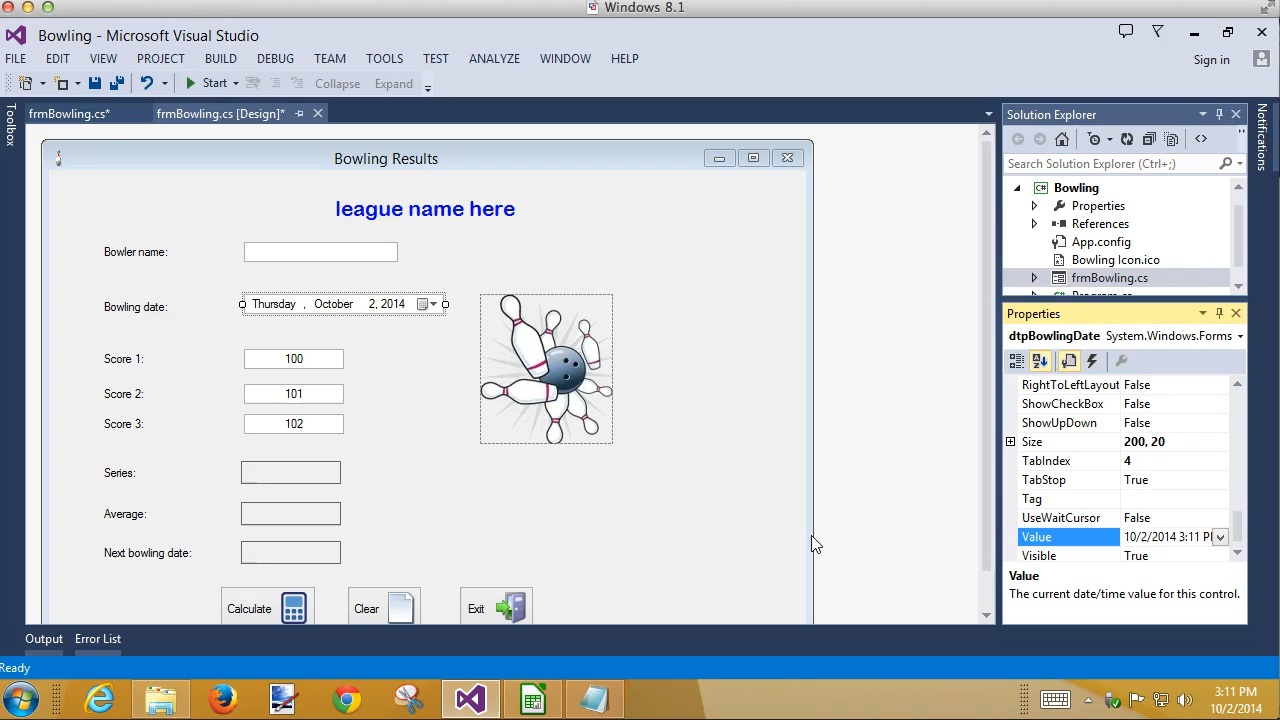 Windows 8.1
Bowling - Microsoft Visual Studio
FILE EDIT VIEW PROJECT BUILD DEBUG TEAM TOOLS TEST ANALYZE WINDOW HELP Sign in
Start Collapse Expand
Toolbox
frmBowling.cs* frmBowling.cs [Design]*
Bowling Results
league name here
Bowler name:
Bowling date: Thursday , October 2, 2014
Score 1: 100
Score 2: 101
Score 3: 102
Series:
Average:
Next bowling date:
Calculate Clear Exit
Solution Explorer
Search Solution Explorer (Ctrl+;)
C# Bowling
Properties
References
App.config
Bowling Icon.ico
frmBowling.cs
Notifications
Properties
dtpBowlingDate System.Windows.Forms
RightToLeftLayout False
ShowCheckBox False
ShowUpDown False
Size 200, 20
TabIndex 4
TabStop True
Tag
UseWaitCursor False
Value 10/2/2014 3:11 P
Visible True
Value
The current date/time value for this control.
Output Error List
Ready
3:11 PM
10/2/2014